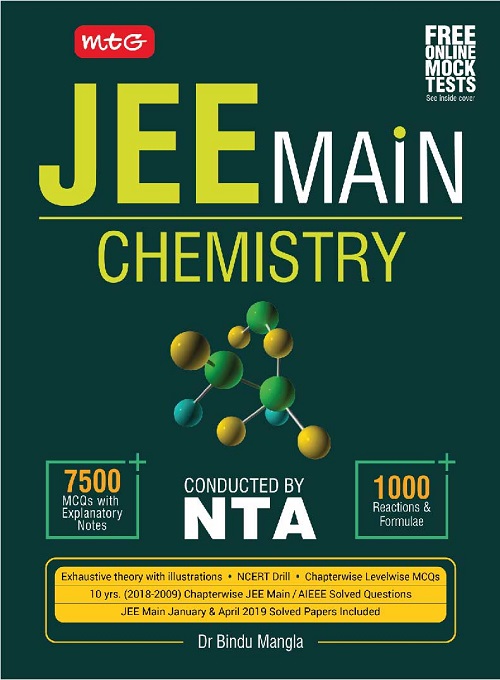 mtG
FREE
ONLINE
MOCK
TESTS
See inside cover
JEE MAiN
CHEMISTRY
7500
MCQs with
Explanatory
Notes
CONDUCTED BY
NTA
1000
Reactions &
Formulae
Exhaustive theory with illustrations • NCERT Drill • Chapterwise Levelwise MCQs
10 yrs. (2018-2009) Chapterwise JEE Main / AIEEE Solved Questions
JEE Main January & April 2019 Solved Papers Included
Dr Bindu Mangla